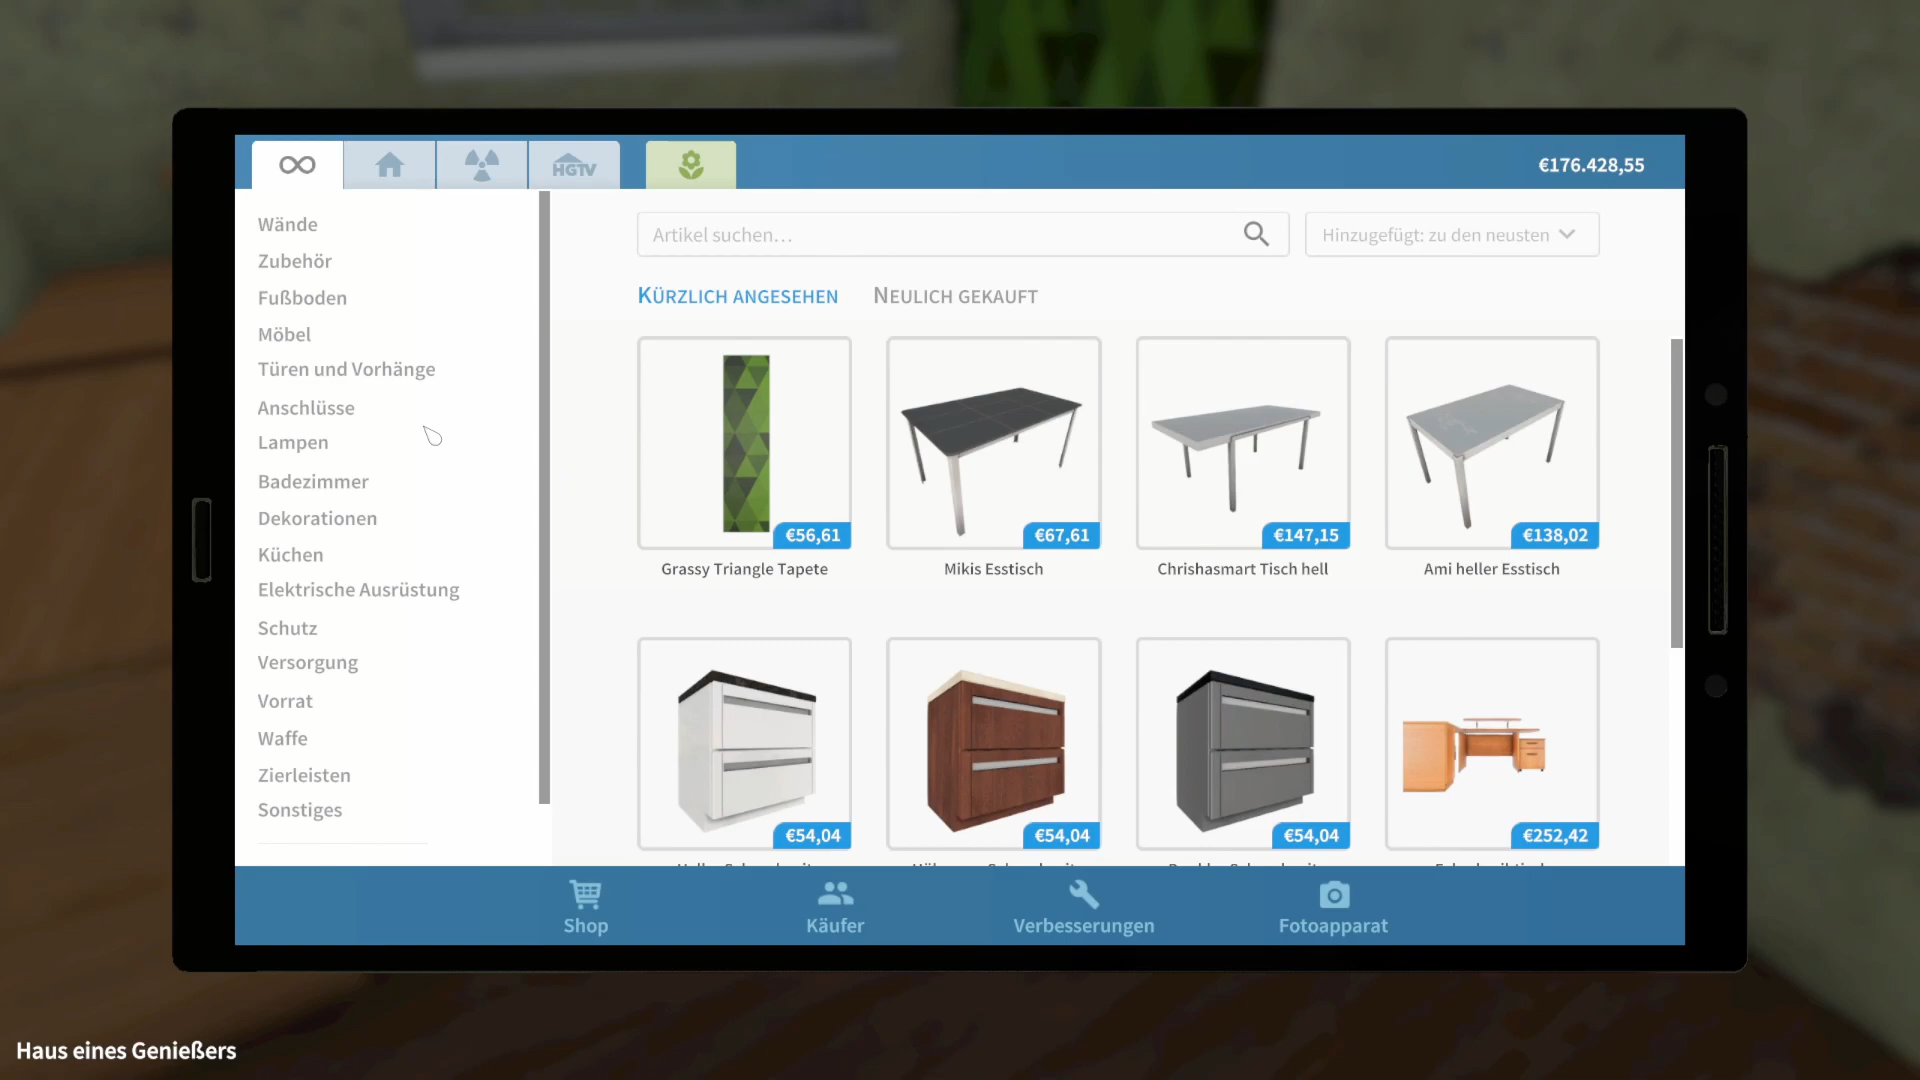 HGTV
€176.428,55
Wände
Zubehör
Fußboden
Möbel
Türen und Vorhänge
Anschlüsse
Lampen
Badezimmer
Dekorationen
Küchen
Elektrische Ausrüstung
Schutz
Versorgung
Vorrat
Waffe
Zierleisten
Sonstiges
Artikel suchen...
Hinzugefügt: zu den neusten
KÜRZLICH ANGESEHEN
NEULICH GEKAUFT
€56,61
€67,61
€147,15
€138,02
Grassy Triangle Tapete
Mikis Esstisch
Chrishasmart Tisch hell
Ami heller Esstisch
€54,04
€54,04
€54,04
€252,42
Shop
Käufer
Verbesserungen
Fotoapparat
Haus eines Genießers